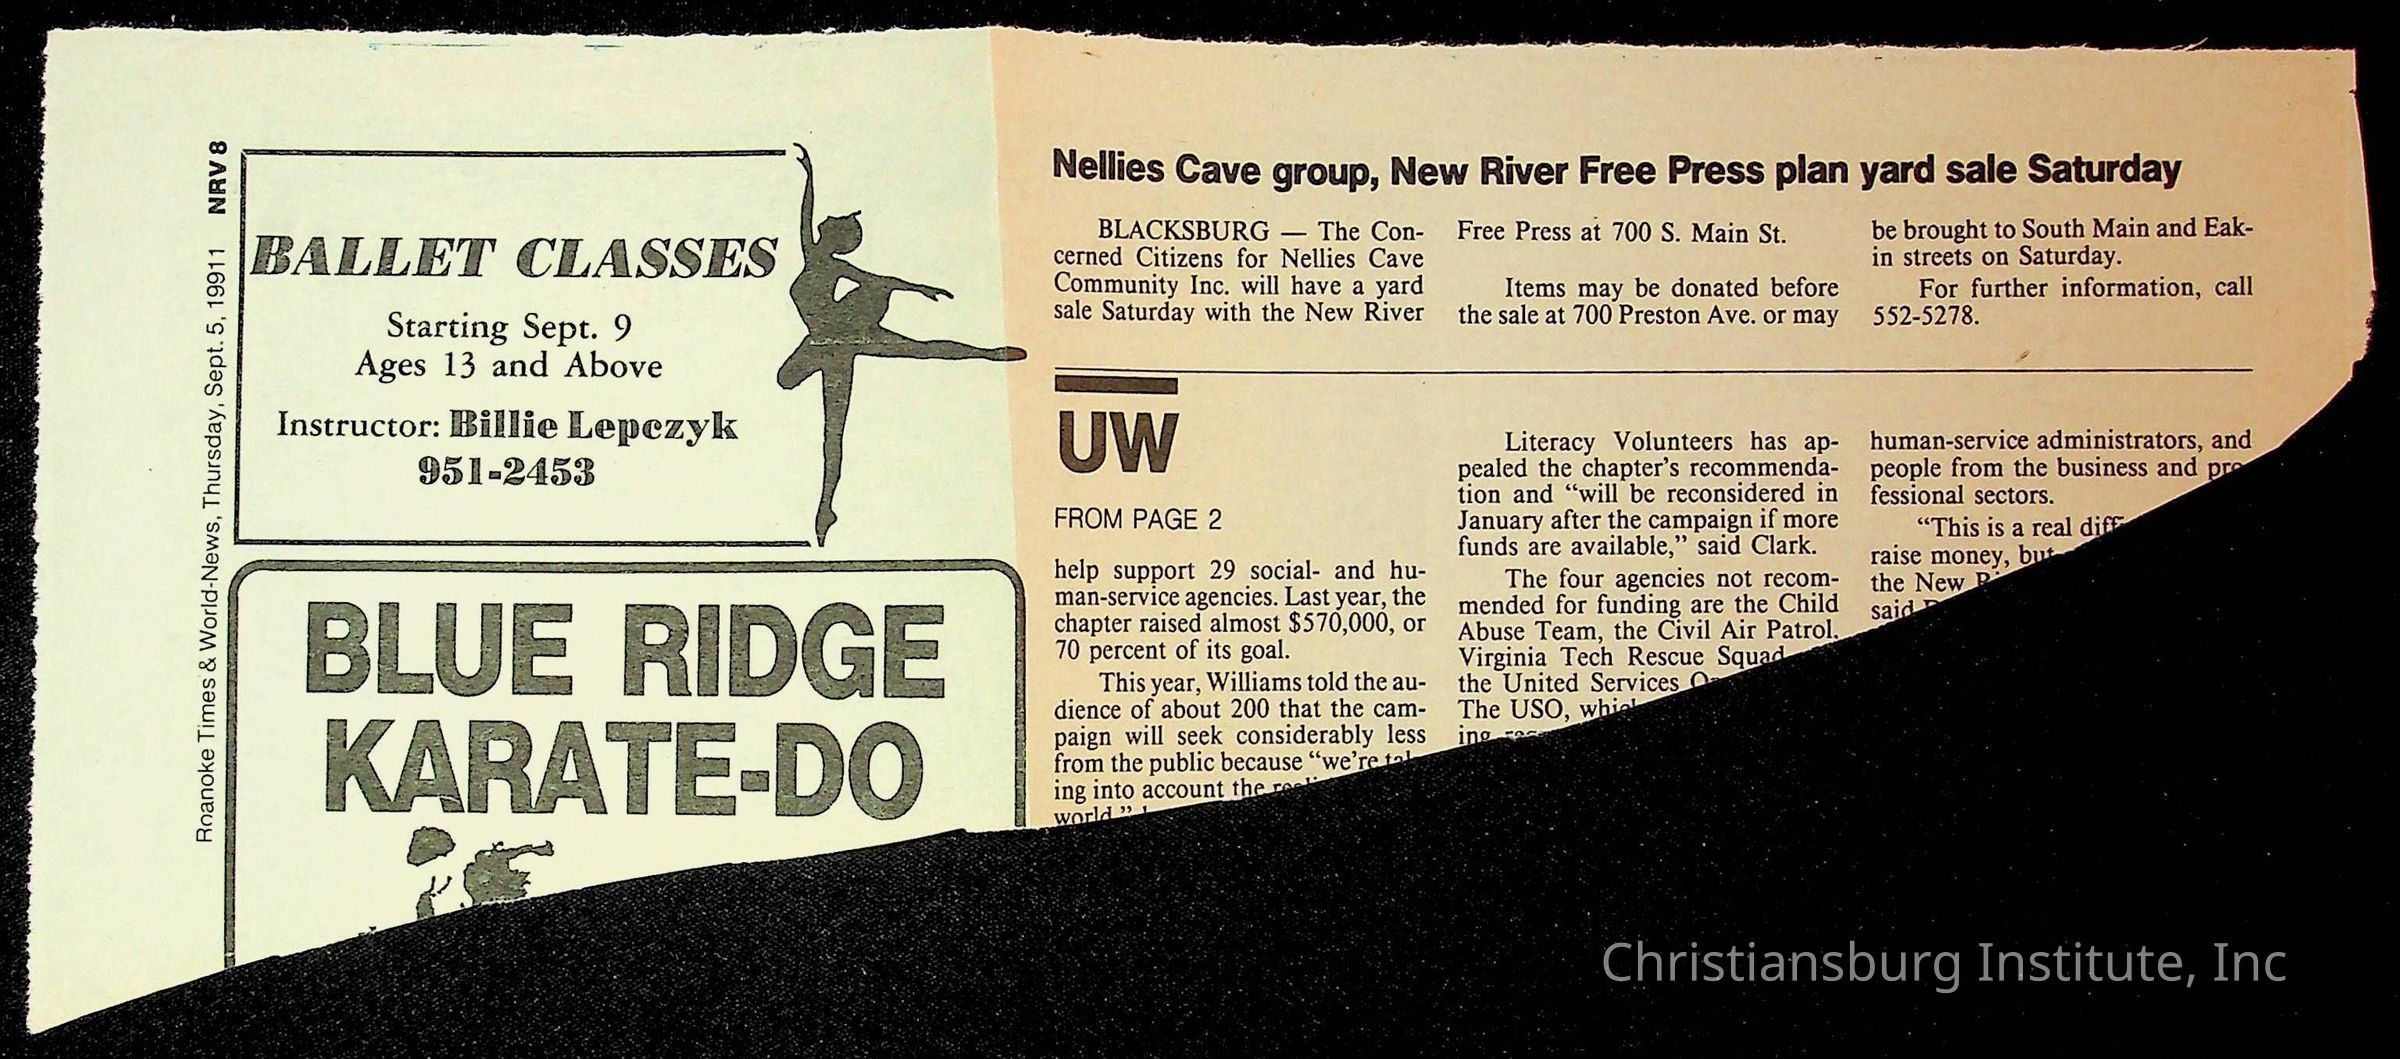 Roanoke Times & World-News, Thursday, Sept. 5, 19911 NRV 8
BALLET CLASSES
Starting Sept. 9
Ages 13 and Above
Instructor: Billie Lepczyk
951-2453
BLUE RIDGE
KARATE-DO
Nellies Cave group, New River Free Press plan yard sale Saturday
BLACKSBURG — The Con-
cerned Citizens for Nellies Cave
Community Inc. will have a yard
sale Saturday with the New River
Free Press at 700 S. Main St.
Items may be donated before
the sale at 700 Preston Ave. or may
be brought to South Main and Eak-
in streets on Saturday.
For further information, call
552-5278.
UW
FROM PAGE 2
help support 29 social- and hu-
man-service agencies. Last year, the
chapter raised almost $570,000, or
70 percent of its goal.
This year, Williams told the au-
dience of about 200 that the cam-
paign will seek considerably less
from the public because “we're
ing into account the
world,”
Literacy Volunteers has ap-
pealed the chapter's recommenda-
tion and “will be reconsidered in
January after the campaign if more
funds are available,” said Clark.
The four agencies not recom-
mended for funding are the Child
Abuse Team, the Civil Air Patrol,
Virginia Tech Rescue Squad
the United Services
The USO,
ing
human-service administrators, and
people from the business and pro-
fessional sectors.
“This is a real
raise money, but
the New
said
Christiansburg Institute, Inc